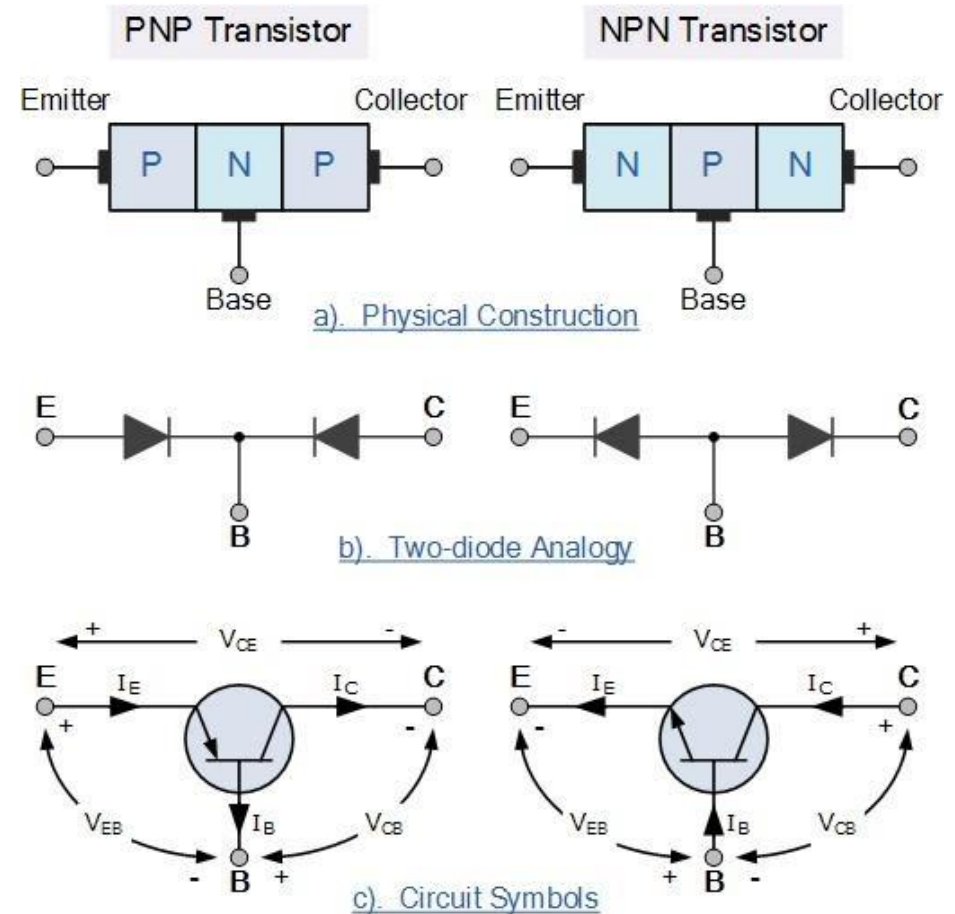 PNP Transistor NPN Transistor
Emitter Collector Emitter Collector
P N P N P N
Base Base
a). Physical Construction
E C E C
B B
b). Two-diode Analogy
+ VCE - - VCE +
E IE IC C E IE IC C
+ - - +
VEB IB VCB VEB IB VCB
- B + + B -
c). Circuit Symbols